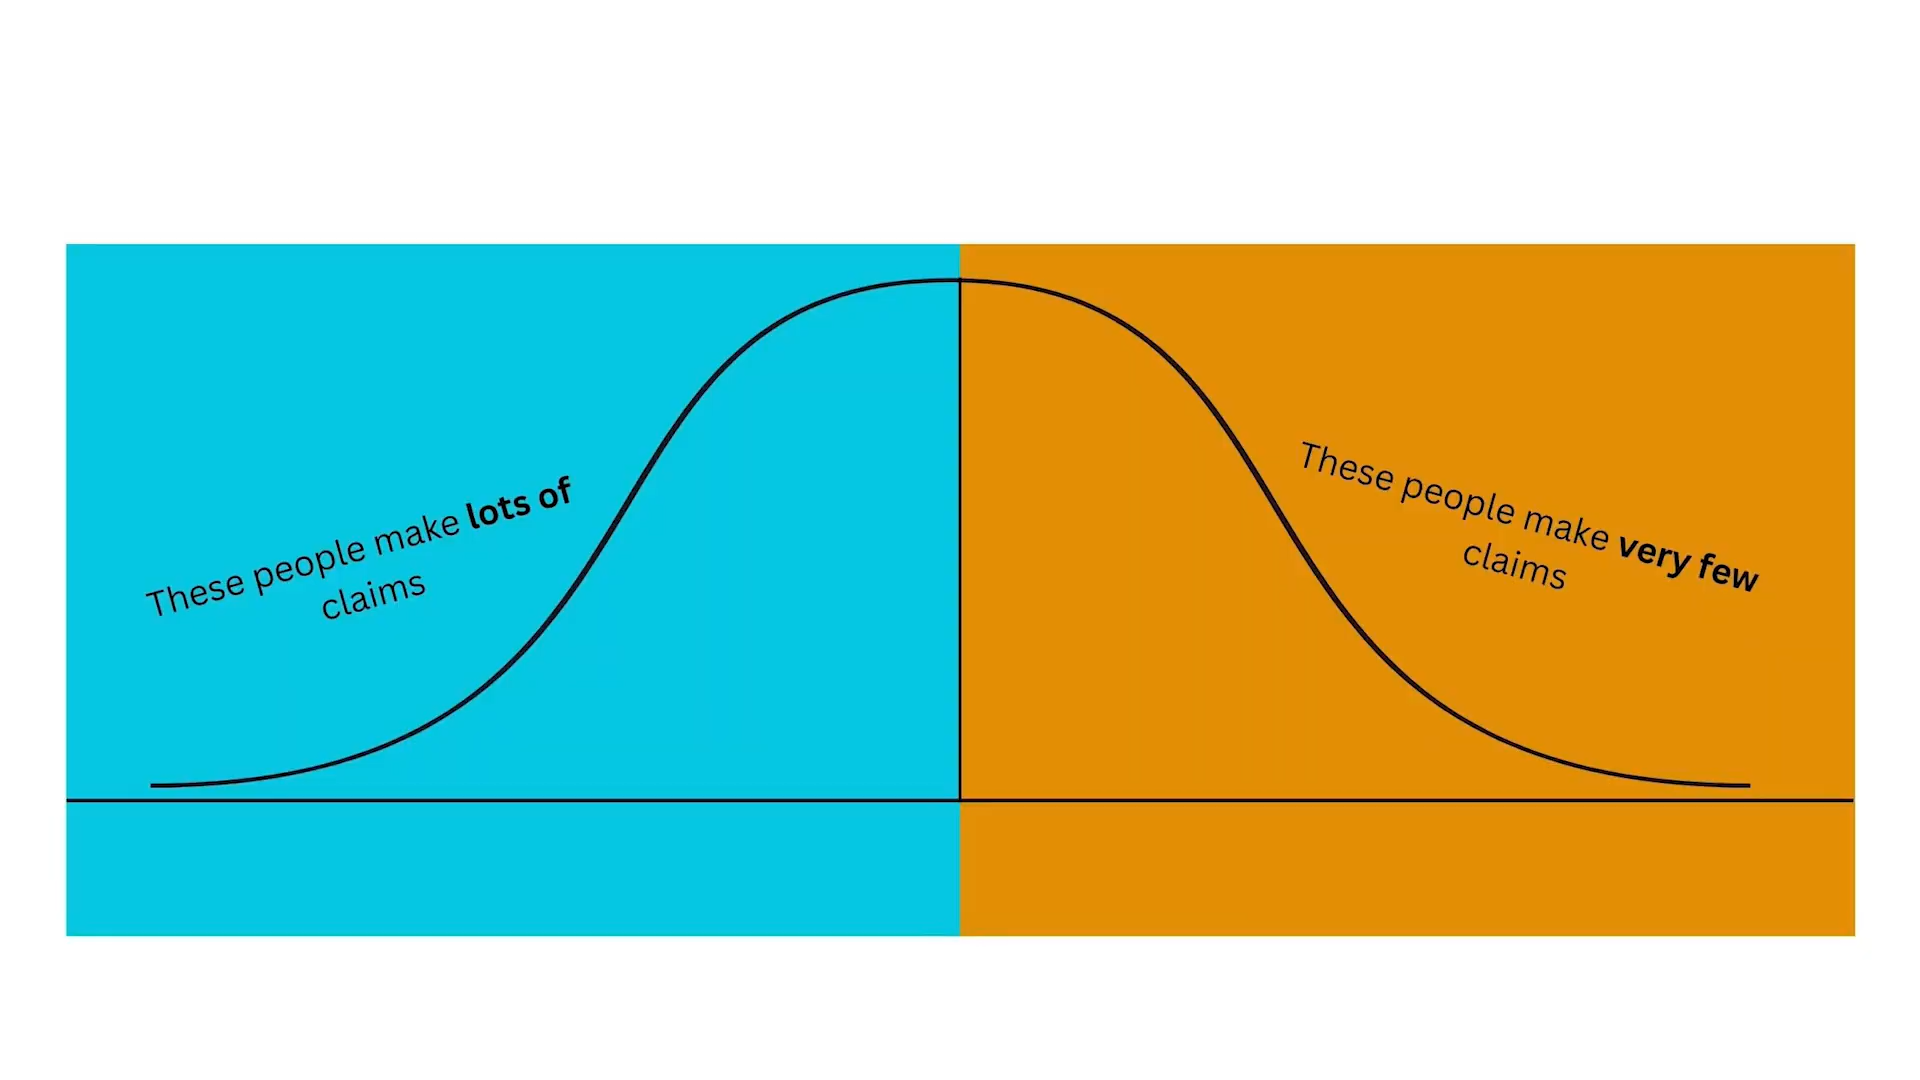 These people make lots of
claims
These people make very few
claims